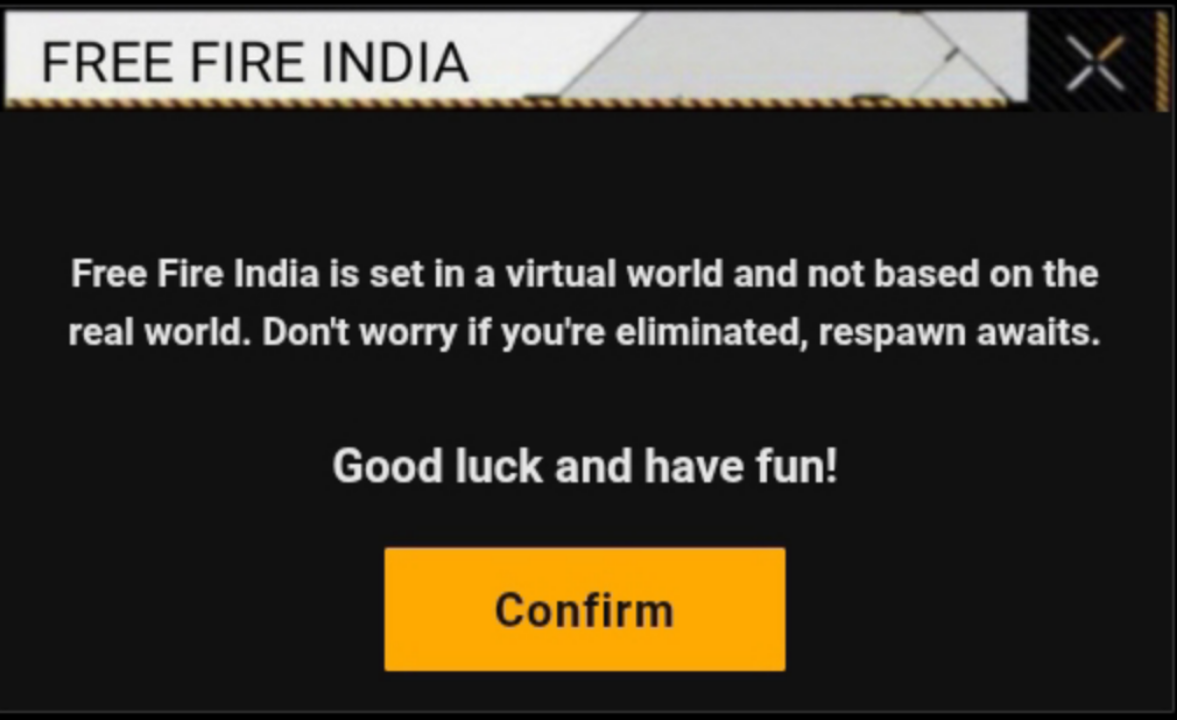 FREE FIRE INDIA
Free Fire India is set in a virtual world and not based on the
real world. Don't worry if you're eliminated, respawn awaits.
Good luck and have fun!
Confirm